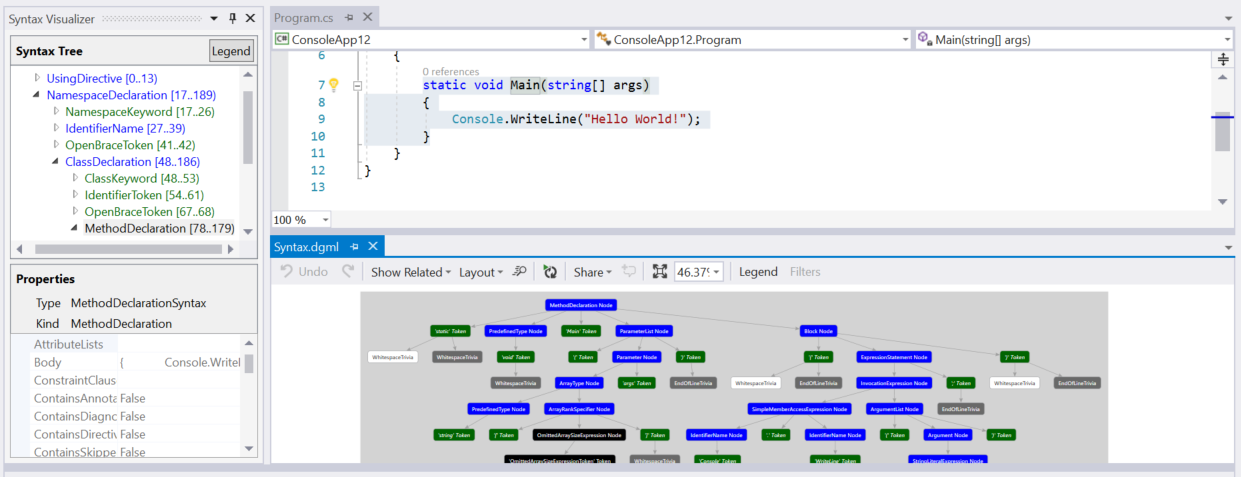 Syntax Visualizer
Syntax Tree
Legend
UsingDirective [0..13)
NamespaceDeclaration [17..189)
NamespaceKeyword [17..26)
IdentifierName [27..39)
OpenBraceToken [41..42)
ClassDeclaration [48..186)
ClassKeyword [48..53)
IdentifierToken [54..61)
OpenBraceToken [67..68)
MethodDeclaration [78..179)
Properties
Type MethodDeclarationSyntax
Kind MethodDeclaration
AttributeLists
Body { Console.Writel
ConstraintClaus
ContainsAnnota False
ContainsDiagnc False
ContainsDirectiv False
ContainsSkippe False
Program.cs
C# ConsoleApp12
ConsoleApp12.Program
Main(string[] args)
6 {
0 references
7 static void Main(string[] args)
8 {
9 Console.WriteLine("Hello World!");
10 }
11 }
12 }
13
100 %
Syntax.dgml
Undo Show Related Layout Share 46.37% Legend Filters
MethodDeclaration Node
'static' Token PredefinedType Node 'Main' Token ParameterList Node Block Node
WhitespaceTrivia WhitespaceTrivia 'void' Token '(' Token Parameter Node ')' Token '{' Token ExpressionStatement Node '}' Token
WhitespaceTrivia ArrayType Node 'args' Token EndOfLineTrivia WhitespaceTrivia EndOfLineTrivia InvocationExpression Node ';' Token WhitespaceTrivia EndOfLineTrivia
PredefinedType Node ArrayRankSpecifier Node SimpleMemberAccessExpression Node ArgumentList Node EndOfLineTrivia
'string' Token '[' Token OmittedArraySizeExpression Node ']' Token IdentifierName Node '.' Token IdentifierName Node '(' Token Argument Node ')' Token
'OmittedArraySizeExpressionToken' Token WhitespaceTrivia 'Console' Token 'WriteLine' Token StringLiteralExpression Node